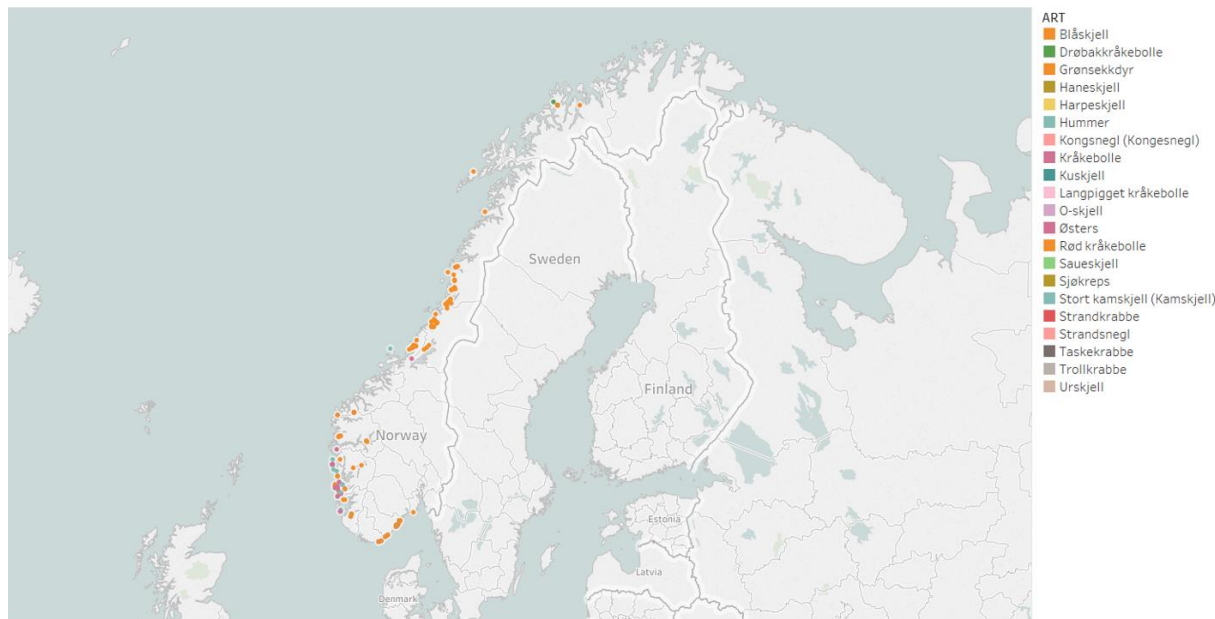 ART
Blåskjell
Drøbakkråkebolle
Grønsekkdyr
Haneskjell
Harpeskjell
Hummer
Kongsnegl (Kongesnegl)
Kråkebolle
Kuskjell
Langpigget kråkebolle
O-skjell
Østers
Rød kråkebolle
Saueskjell
Sjøkreps
Stort kamskjell (Kamskjell)
Strandkrabbe
Strandsnegl
Taskekrabbe
Trollkrabbe
Urskjell
Sweden
Finland
Norway
Estonia
Latvia
Denmark